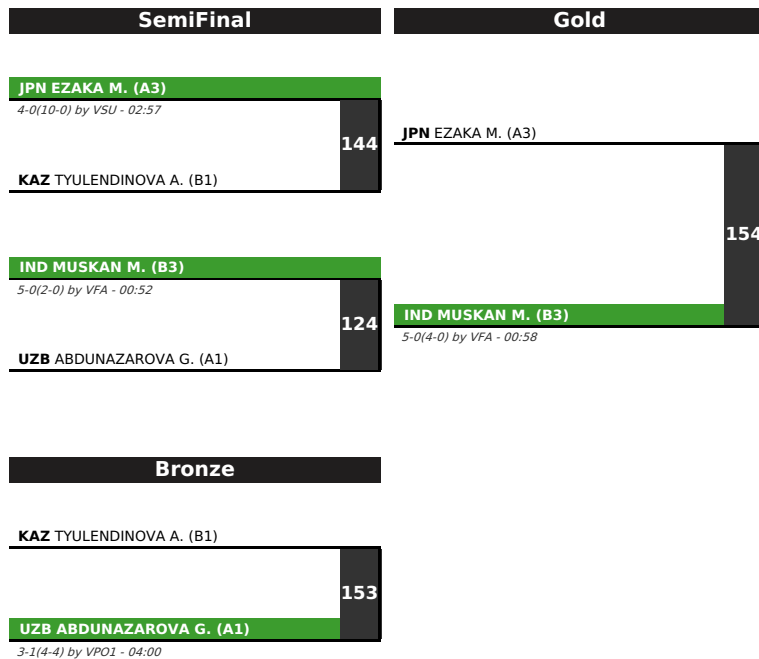 SemiFinal
JPN EZAKA M. (A3)
4-0(10-0) by VSU - 02:57
144
KAZ TYULENDINOVA A. (B1)
IND MUSKAN M. (B3)
5-0(2-0) by VFA - 00:52
124
UZB ABDUNAZAROVA G. (A1)
Gold
JPN EZAKA M. (A3)
154
IND MUSKAN M. (B3)
5-0(4-0) by VFA - 00:58
Bronze
KAZ TYULENDINOVA A. (B1)
153
UZB ABDUNAZAROVA G. (A1)
3-1(4-4) by VPO1 - 04:00